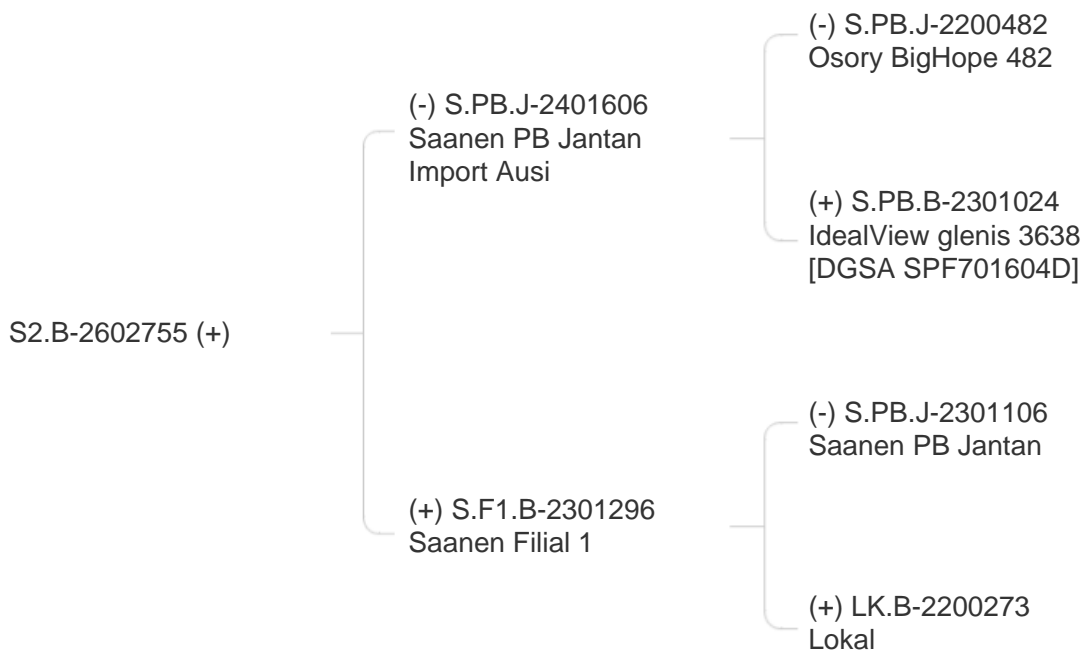 (-) S.PB.J-2200482
Osory BigHope 482
(-) S.PB.J-2401606
Saanen PB Jantan
Import Ausi
(+) S.PB.B-2301024
IdealView glenis 3638
[DGSA SPF701604D]
S2.B-2602755 (+)
(-) S.PB.J-2301106
Saanen PB Jantan
(+) S.F1.B-2301296
Saanen Filial 1
(+) LK.B-2200273
Lokal